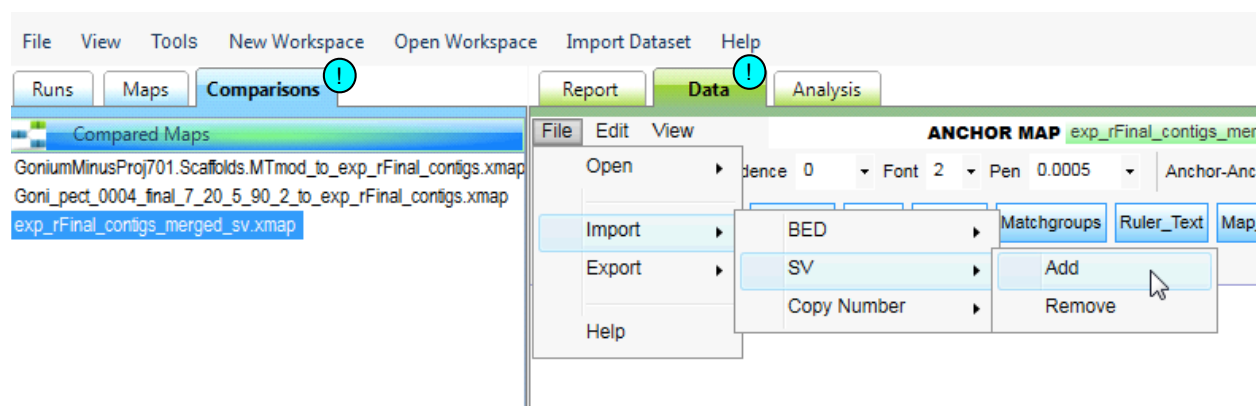 File View Tools New Workspace Open Workspace Import Dataset Help
! !
Runs Maps Comparisons Report Data Analysis
Compared Maps File Edit View ANCHOR MAP exp_rFinal_contigs_mer
GoniumMinusProj701.Scaffolds.MTmod_to_exp_rFinal_contigs.xmap Open dence 0 Font 2 Pen 0.0005 Anchor-Anc
Goni_pect_0004_final_7_20_5_90_2_to_exp_rFinal_contigs.xmap
exp_rFinal_contigs_merged_sv.xmap Import BED Matchgroups Ruler_Text Map_
Export SV Add
Copy Number Remove
Help